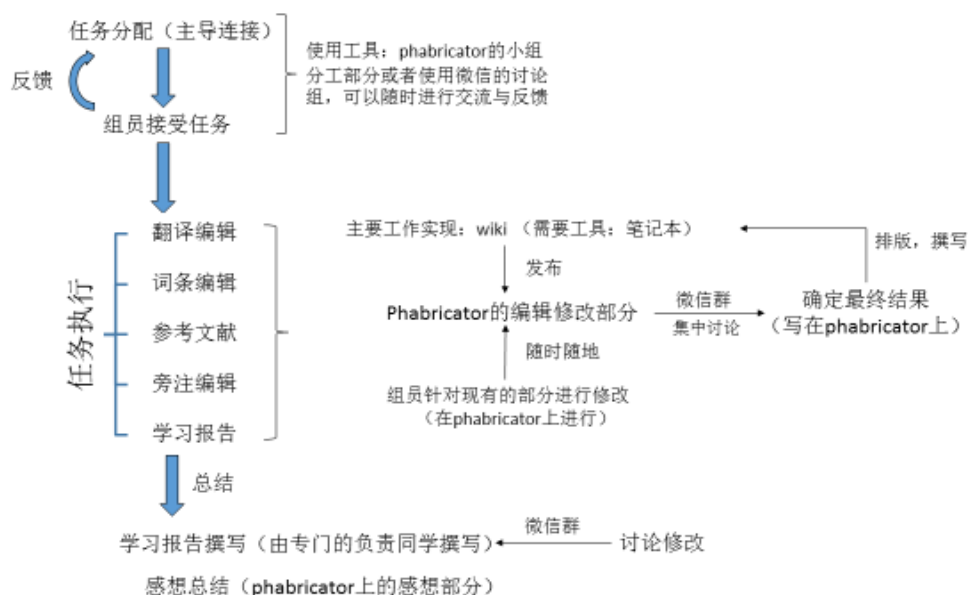 任务分配（主导连接）
反馈
组员接受任务
使用工具：phabricator的小组
分工部分或者使用微信的讨论
组，可以随时进行交流与反馈
任务执行
翻译编辑
词条编辑
参考文献
旁注编辑
学习报告
主要工作实现：wiki （需要工具：笔记本）
发布
Phabricator的编辑修改部分
随时随地
组员针对现有的部分进行修改
（在phabricator上进行）
微信群
集中讨论
确定最终结果
（写在phabricator上）
排版，撰写
总结
学习报告撰写（由专门的负责同学撰写）
微信群
讨论修改
感想总结（phabricator上的感想部分）